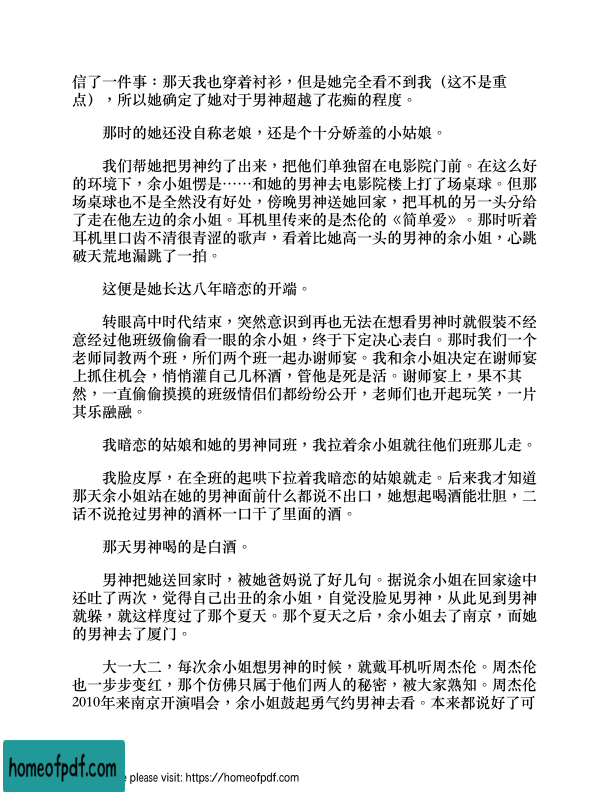 信了一件事：那天我也穿着衬衫，但是她完全看不到我（这不是重
点），所以她确定了她对于男神超越了花痴的程度。
那时的她还没自称老娘，还是个十分娇羞的小姑娘。
我们帮她把男神约了出来，把他们单独留在电影院门前。在这么好
的环境下，余小姐愣是……和她的男神去电影院楼上打了场桌球。但那
场桌球也不是全然没有好处，傍晚男神送她回家，把耳机的另一头分给
了走在他左边的余小姐。耳机里传来的是杰伦的《简单爱》。那时听着
耳机里口齿不清很青涩的歌声，看着比她高一头的男神的余小姐，心跳
破天荒地漏跳了一拍。
这便是她长达八年暗恋的开端。
转眼高中时代结束，突然意识到再也无法在想看男神时就假装不经
意经过他班级偷偷看一眼的余小姐，终于下定决心表白。那时我们一个
老师同教两个班，所们两个班一起办谢师宴。我和余小姐决定在谢师宴
上抓住机会，悄悄灌自己几杯酒，管他是死是活。谢师宴上，果不其
然，一直偷偷摸摸的班级情侣们都纷纷公开，老师们也开起玩笑，一片
其乐融融。
我暗恋的姑娘和她的男神同班，我拉着余小姐就往他们班那儿走。
我脸皮厚，在全班的起哄下拉着我暗恋的姑娘就走。后来我才知道
那天余小姐站在她的男神面前什么都说不出口，她想起喝酒能壮胆，二
话不说抢过男神的酒杯一口干了里面的酒。
那天男神喝的是白酒。
男神把她送回家时，被她爸妈说了好几句。据说余小姐在回家途中
还吐了两次，觉得自己出丑的余小姐，自觉没脸见男神，从此见到男神
就躲，就这样度过了那个夏天。那个夏天之后，余小姐去了南京，而她
的男神去了厦门。
大一大二，每次余小姐想男神的时候，就戴耳机听周杰伦。周杰伦
也一步步变红，那个仿佛只属于他们两人的秘密，被大家熟知。周杰伦
2010年来南京开演唱会，余小姐鼓起勇气约男神去看。本来都说好了可
homeofpdf.com
e please visit: https://homeofpdf.com